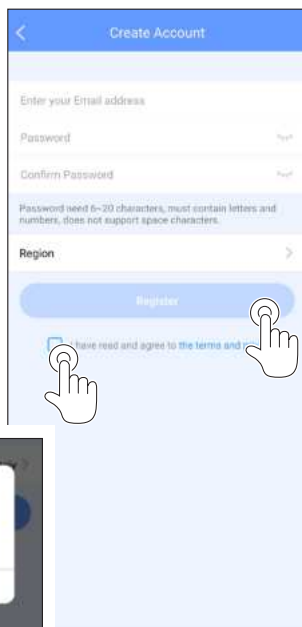 Create Account
Enter your Email address
Password
Confirm Password
Password need 6~20 characters, must contain letters and
numbers, does not support space characters.
Region
Register
I have read and agree to the terms and